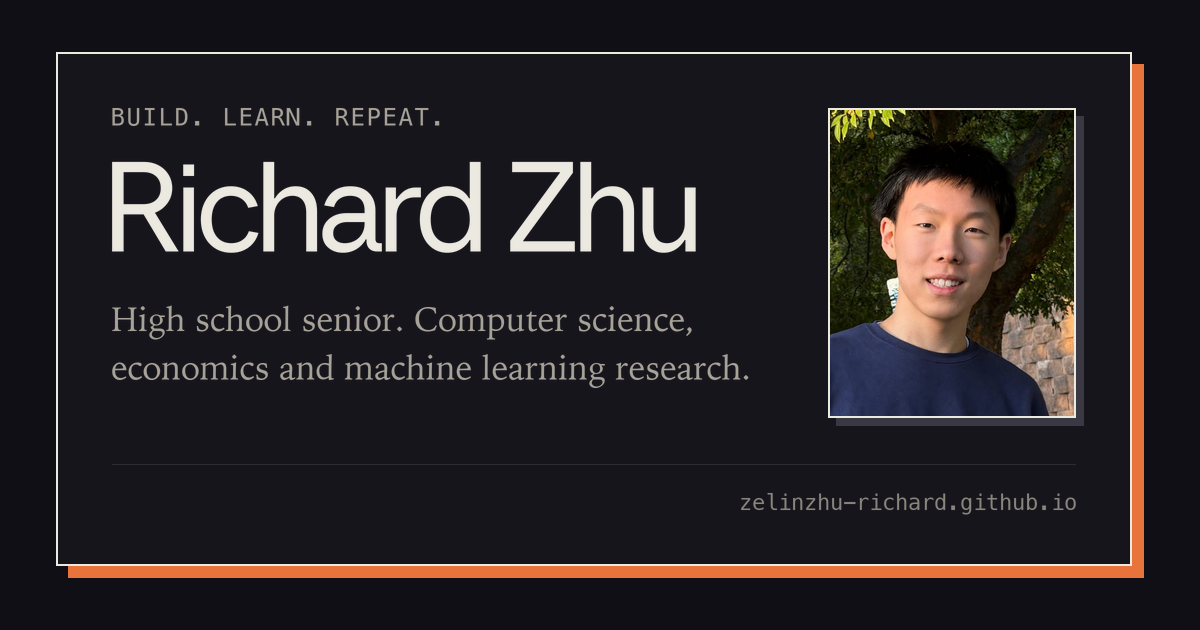 BUILD. LEARN. REPEAT.
Richard Zhu
High school senior. Computer science,
economics and machine learning research.
zelinzhu-richard.github.io